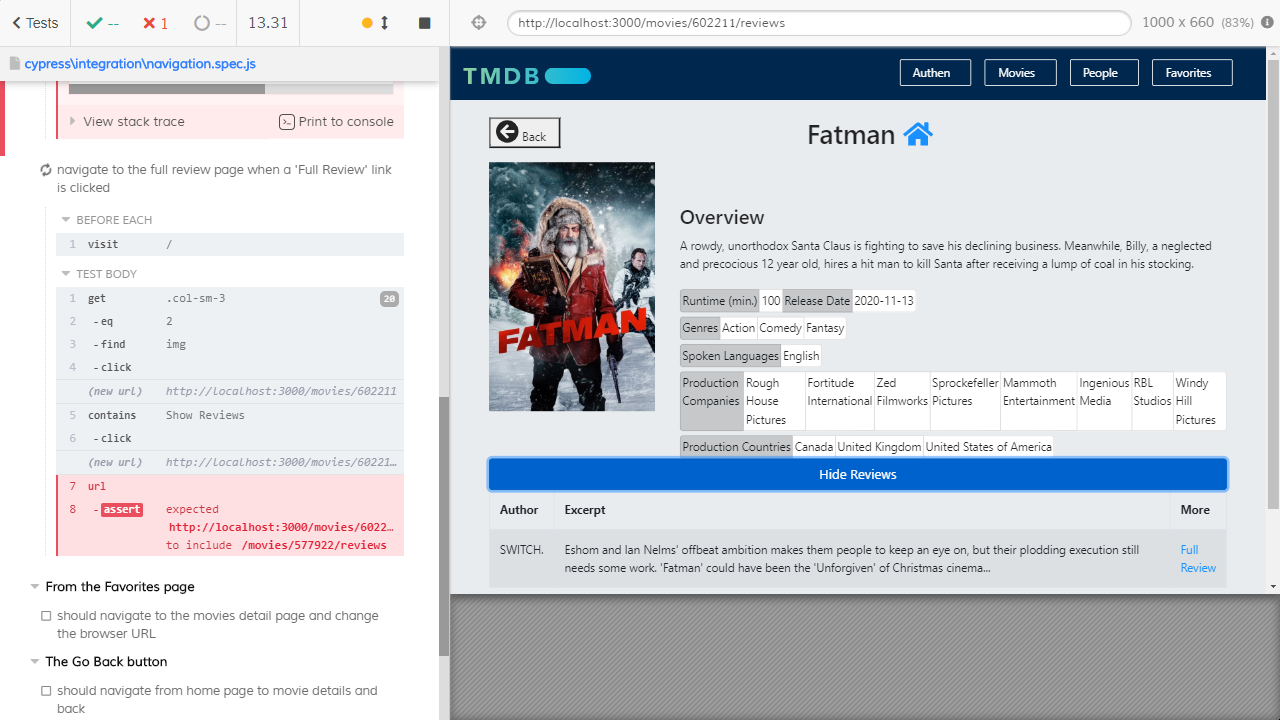 Tests -- 1 -- 13.31
http://localhost:3000/movies/602211/reviews 1000 x 660 (83%)
cypress\integration\navigation.spec.js
View stack trace Print to console
navigate to the full review page when a 'Full Review' link
is clicked
BEFORE EACH
1 visit /
TEST BODY
1 get .col-sm-3 20
2 -eq 2
3 -find img
4 -click
(new url) http://localhost:3000/movies/602211
5 contains Show Reviews
6 -click
(new url) http://localhost:3000/movies/60221…
7 url
8 -assert expected
http://localhost:3000/movies/6022…
to include /movies/577922/reviews
From the Favorites page
should navigate to the movies detail page and change
the browser URL
The Go Back button
should navigate from home page to movie details and
back
TMDB
Authen Movies People Favorites
Back
Fatman
FATMAN
Overview
A rowdy, unorthodox Santa Claus is fighting to save his declining business. Meanwhile, Billy, a neglected
and precocious 12 year old, hires a hit man to kill Santa after receiving a lump of coal in his stocking.
Runtime (min.) 100 Release Date 2020-11-13
Genres Action Comedy Fantasy
Spoken Languages English
Production Rough Fortitude Zed Sprockefeller Mammoth Ingenious RBL Windy
Companies House International Filmworks Pictures Entertainment Media Studios Hill
Pictures Pictures
Production Countries Canada United Kingdom United States of America
Hide Reviews
Author Excerpt More
SWITCH. Eshom and Ian Nelms' offbeat ambition makes them people to keep an eye on, but their plodding execution still Full
needs some work. 'Fatman' could have been the 'Unforgiven' of Christmas cinema... Review